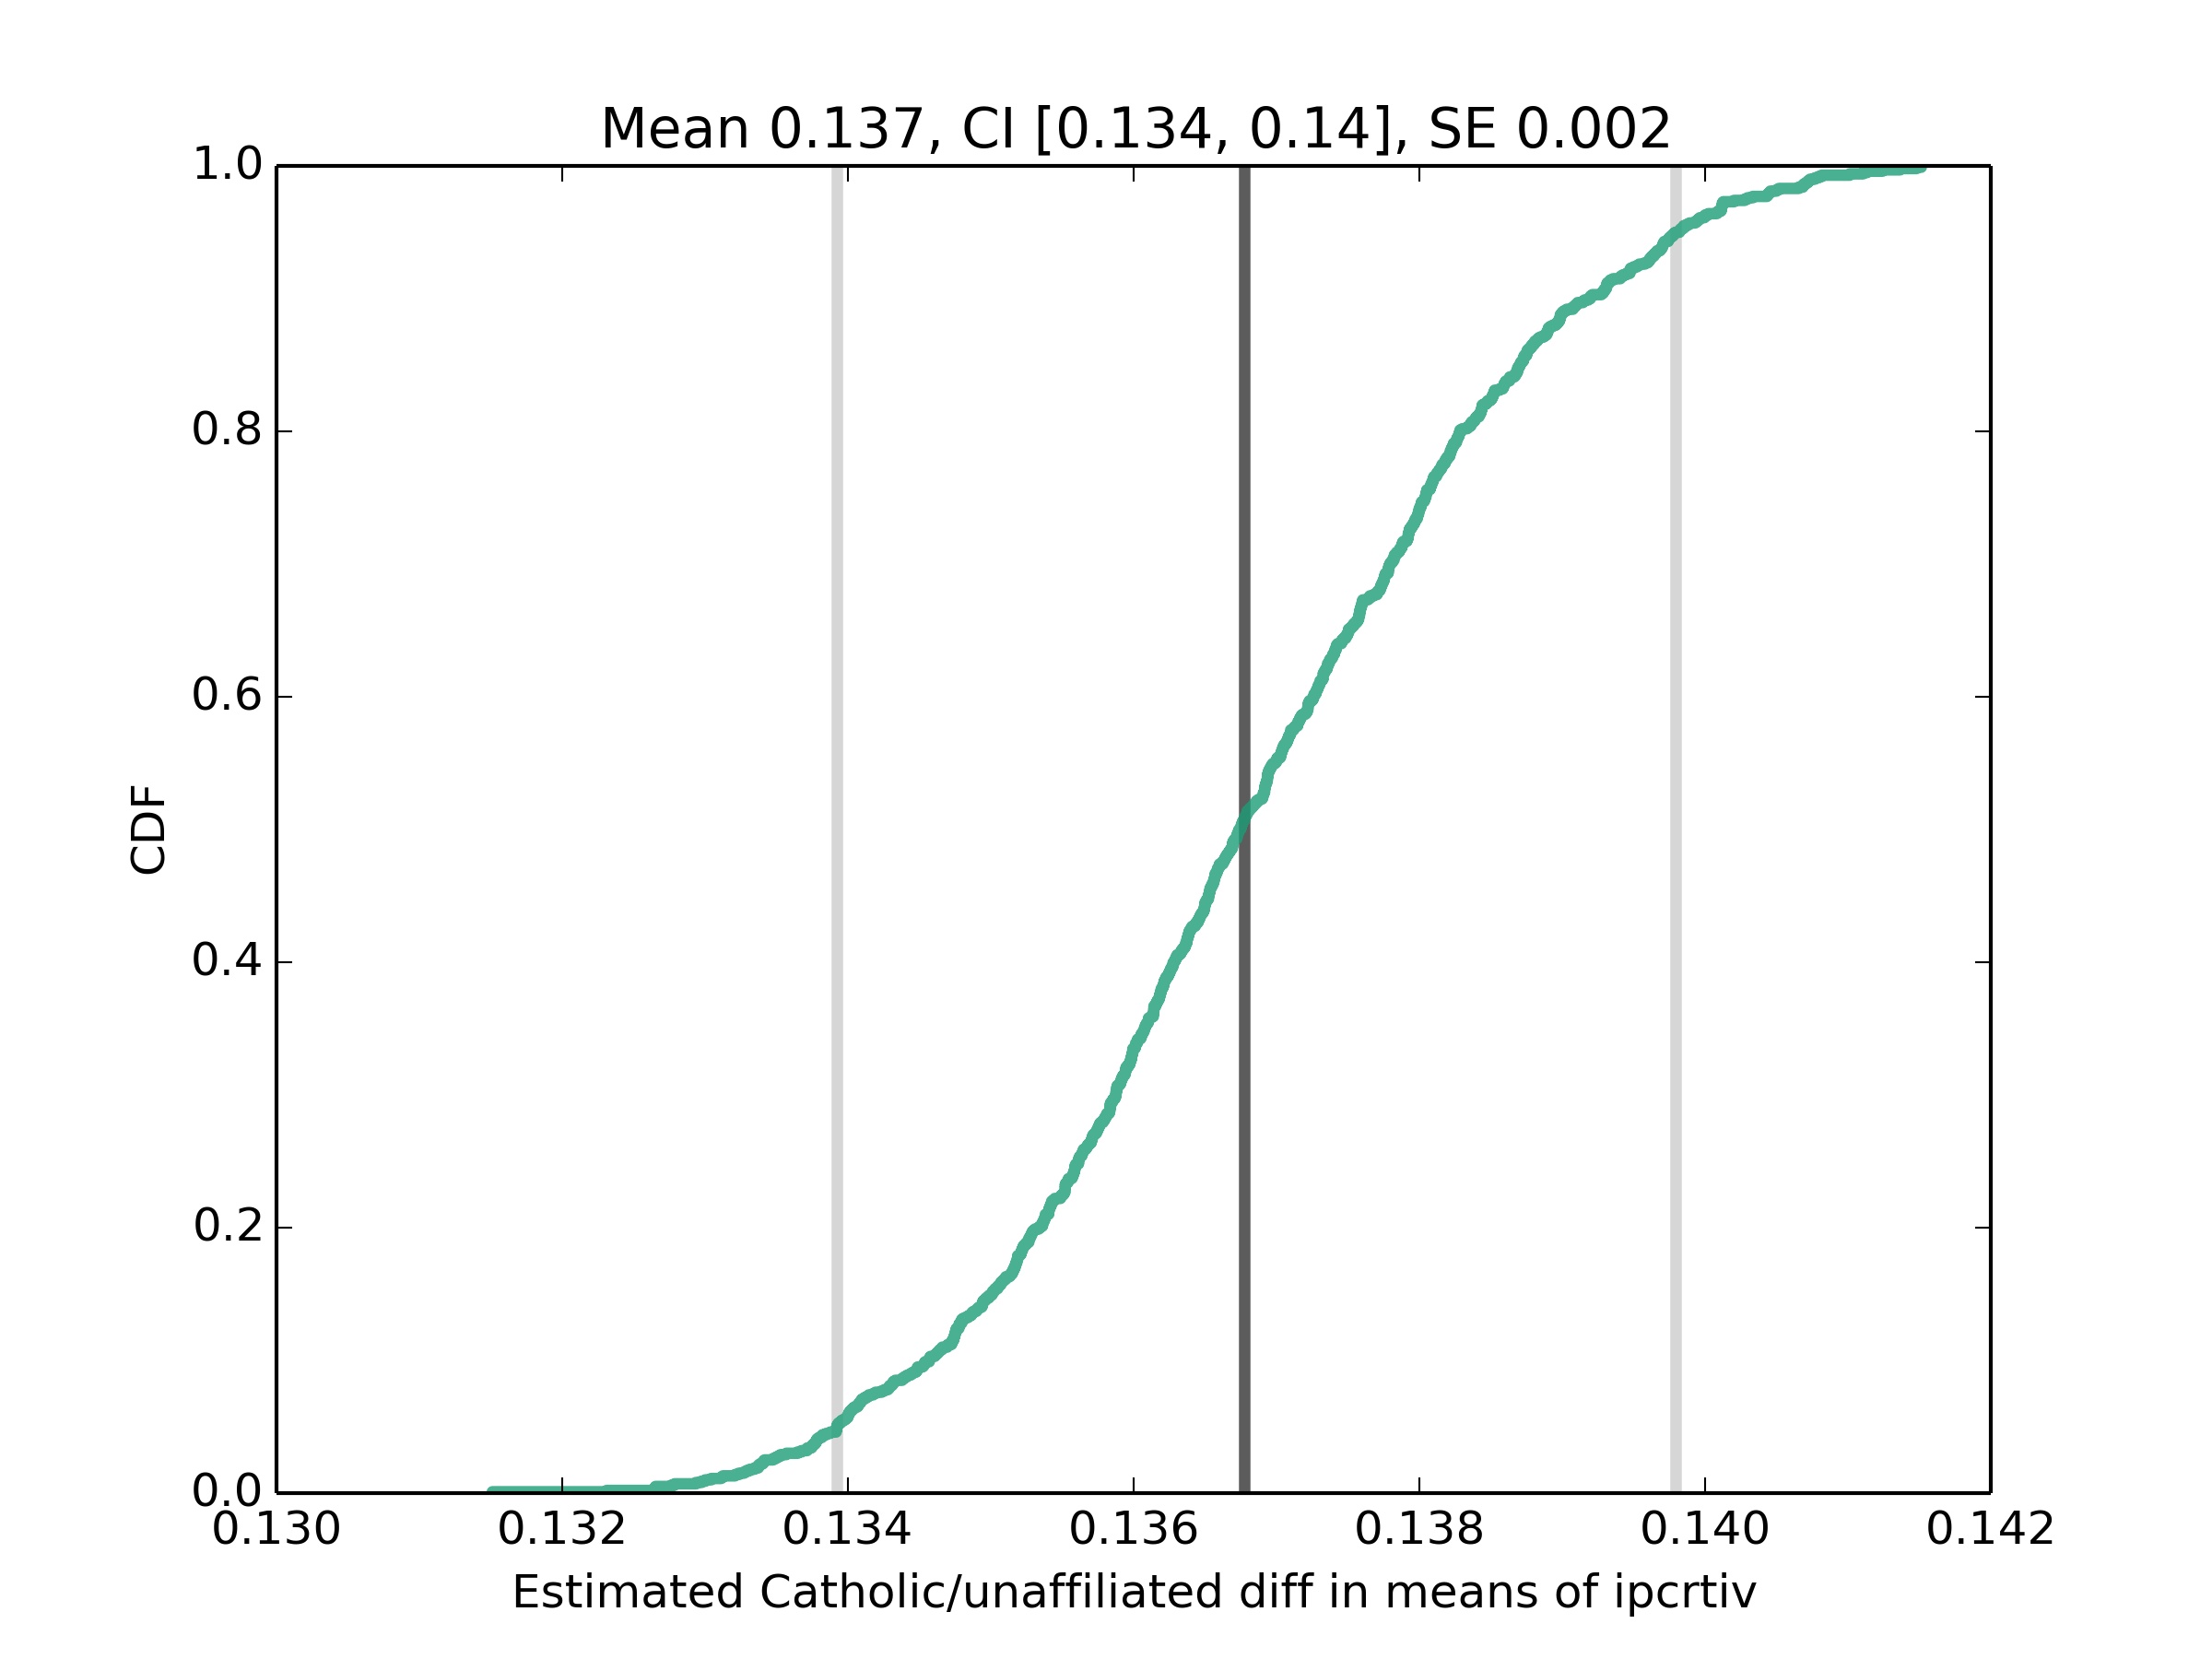 Mean 0.137, CI [0.134, 0.14], SE 0.002
1.0
0.8
0.6
0.4
0.2
0.0
CDF
0.130 0.132 0.134 0.136 0.138 0.140 0.142
Estimated Catholic/unaffiliated diff in means of ipcrtiv